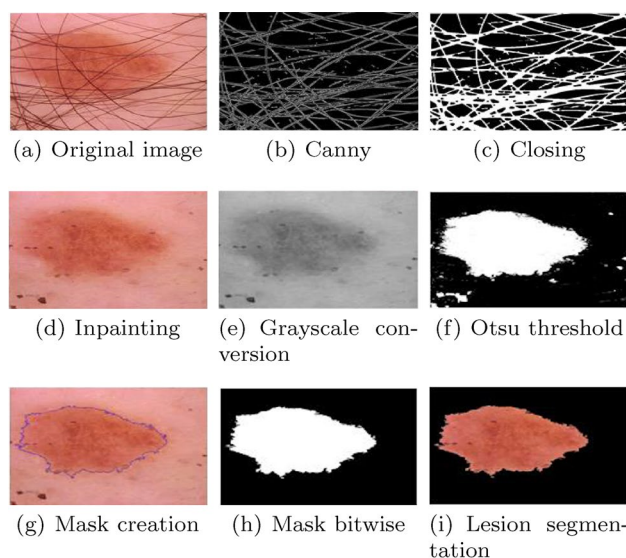 (a) Original image
(b) Canny
(c) Closing
(d) Inpainting
(e) Grayscale con-
version
(f) Otsu threshold
(g) Mask creation
(h) Mask bitwise
(i) Lesion segmen-
tation